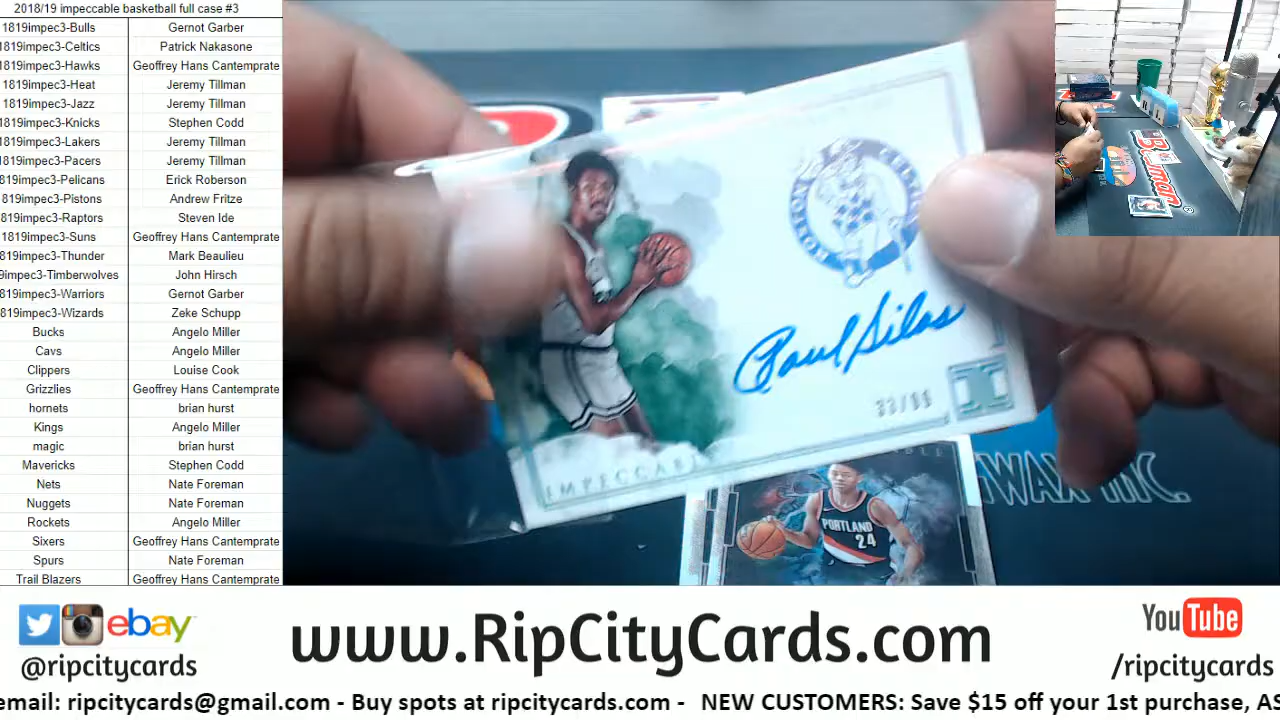 2018/19 impeccable basketball full case #3
1819impec3-Bulls Gernot Garber
1819impec3-Celtics Patrick Nakasone
1819impec3-Hawks Geoffrey Hans Cantemprate
1819impec3-Heat Jeremy Tillman
1819impec3-Jazz Jeremy Tillman
1819impec3-Knicks Stephen Codd
1819impec3-Lakers Jeremy Tillman
1819impec3-Pacers Jeremy Tillman
819impec3-Pelicans Erick Roberson
1819impec3-Pistons Andrew Fritze
819impec3-Raptors Steven Ide
1819impec3-Suns Geoffrey Hans Cantemprate
819impec3-Thunder Mark Beaulieu
9impec3-Timberwolves John Hirsch
819impec3-Warriors Gernot Garber
819impec3-Wizards Zeke Schupp
Bucks Angelo Miller
Cavs Angelo Miller
Clippers Louise Cook
Grizzlies Geoffrey Hans Cantemprate
hornets brian hurst
Kings Angelo Miller
magic brian hurst
Mavericks Stephen Codd
Nets Nate Foreman
Nuggets Nate Foreman
Rockets Angelo Miller
Sixers Geoffrey Hans Cantemprate
Spurs Nate Foreman
Trail Blazers Geoffrey Hans Cantemprate
Paul Silas
IMPECCABL
PORTLAND
24
WAX INC.
Bowman
ebay
@ripcitycards
www.RipCityCards.com
YouTube
/ripcitycards
email: ripcitycards@gmail.com - Buy spots at ripcitycards.com - NEW CUSTOMERS: Save $15 off your 1st purchase, AS